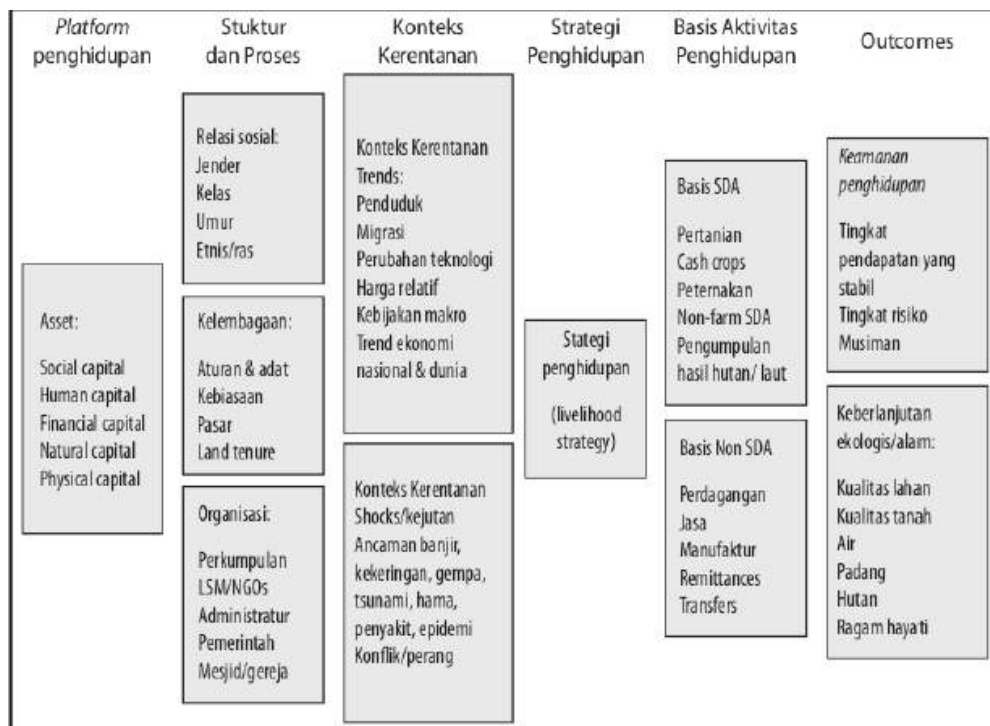 Platform
penghidupan
Stuktur
dan Proses
Konteks
Kerentanan
Strategi
Penghidupan
Basis Aktivitas
Penghidupan
Outcomes
Asset:
Social capital
Human capital
Financial capital
Natural capital
Physical capital
Relasi sosial:
Jender
Kelas
Umur
Etnis/ras
Kelembagaan:
Aturan & adat
Kebiasaan
Pasar
Land tenure
Organisasi:
Perkumpulan
LSM/NGOs
Administratur
Pemerintah
Mesjid/gereja
Konteks Kerentanan
Trends:
Penduduk
Migrasi
Perubahan teknologi
Harga relatif
Kebijakan makro
Trend ekonomi
nasional & dunia
Konteks Kerentanan
Shocks/kejutan
Ancaman banjir,
kekeringan, gempa,
tsunami, hama,
penyakit, epidemi
Konflik/perang
Stategi
penghidupan
(livelihood
strategy)
Basis SDA
Pertanian
Cash crops
Peternakan
Non-farm SDA
Pengumpulan
hasil hutan/ laut
Basis Non SDA
Perdagangan
Jasa
Manufaktur
Remittances
Transfers
Keamanan
penghidupan
Tingkat
pendapatan yang
stabil
Tingkat risiko
Musiman
Keberlanjutan
ekologis/alam:
Kualitas lahan
Kualitas tanah
Air
Padang
Hutan
Ragam hayati